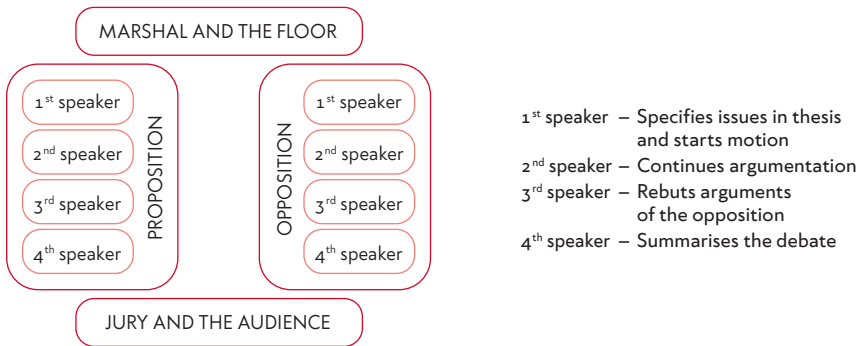 MARSHAL AND THE FLOOR
1st speaker
2nd speaker
3rd speaker
4th speaker
PROPOSITION
OPPOSITION
1st speaker
2nd speaker
3rd speaker
4th speaker
JURY AND THE AUDIENCE
1st speaker – Specifies issues in thesis
and starts motion
2nd speaker – Continues argumentation
3rd speaker – Rebuts arguments
of the opposition
4th speaker – Summarises the debate